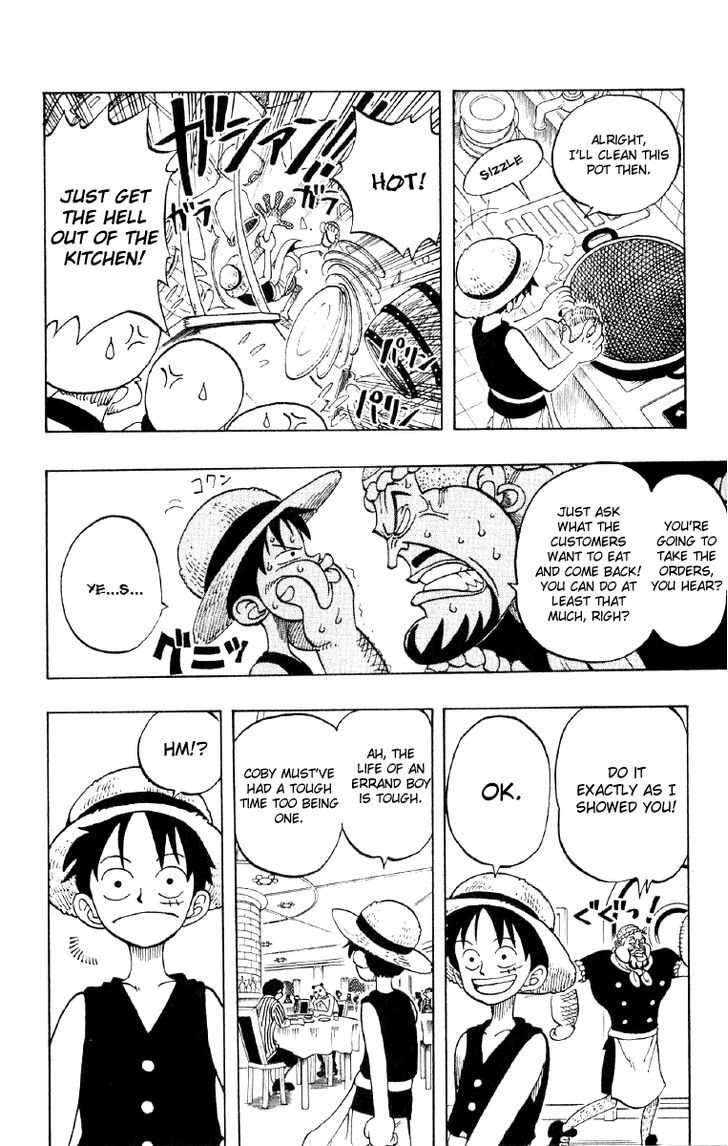 ALRIGHT,
I'LL CLEAN THIS
POT THEN.
SIZZLE
HOT!
ガシァアン!!
ガラ
ガラ
パリン
パリン
JUST GET
THE HELL
OUT OF THE
KITCHEN!
YOU'RE
GOING TO
TAKE THE
ORDERS,
YOU HEAR?
JUST ASK
WHAT THE
CUSTOMERS
WANT TO EAT
AND COME BACK!
YOU CAN DO AT
LEAST THAT
MUCH, RIGH?
コワン
グニッ
YE...S...
DO IT
EXACTLY AS I
SHOWED YOU!
ぐぐっ!
OK.
AH, THE
LIFE OF AN
ERRAND BOY
IS TOUGH.
COBY MUST'VE
HAD A TOUGH
TIME TOO BEING
ONE.
HM!?